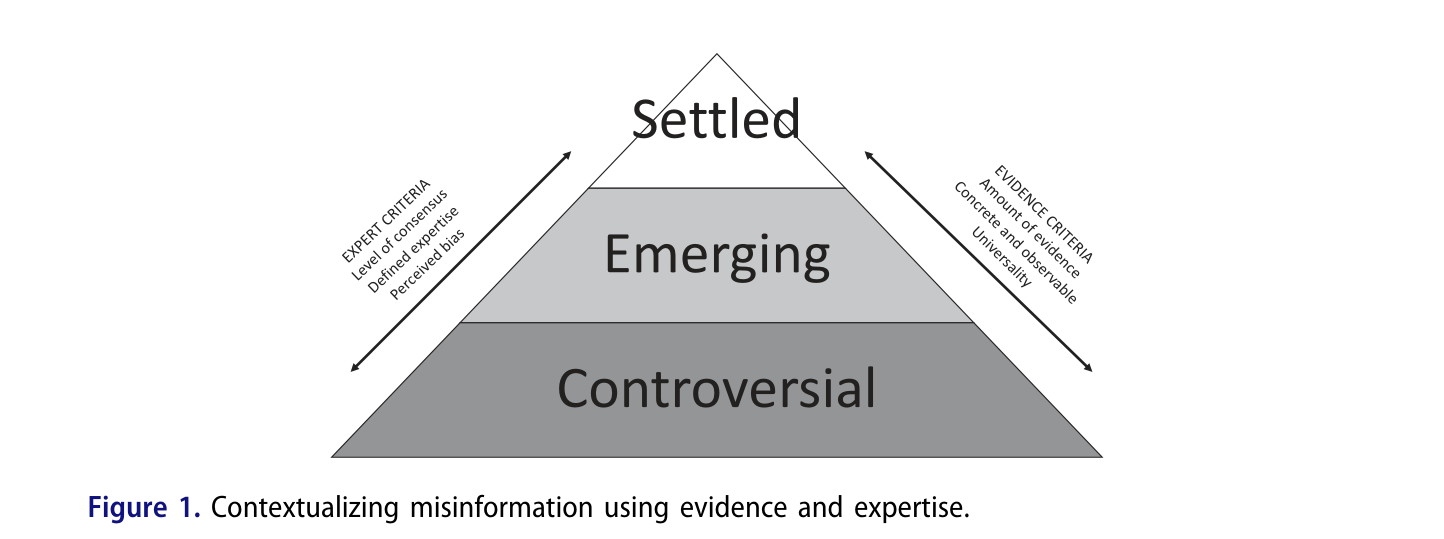 Settled
EXPERT CRITERIA
Level of consensus
Defined expertise
Perceived bias
EVIDENCE CRITERIA
Amount of evidence
Concrete and observable
Universality
Emerging
Controversial
Figure 1. Contextualizing misinformation using evidence and expertise.